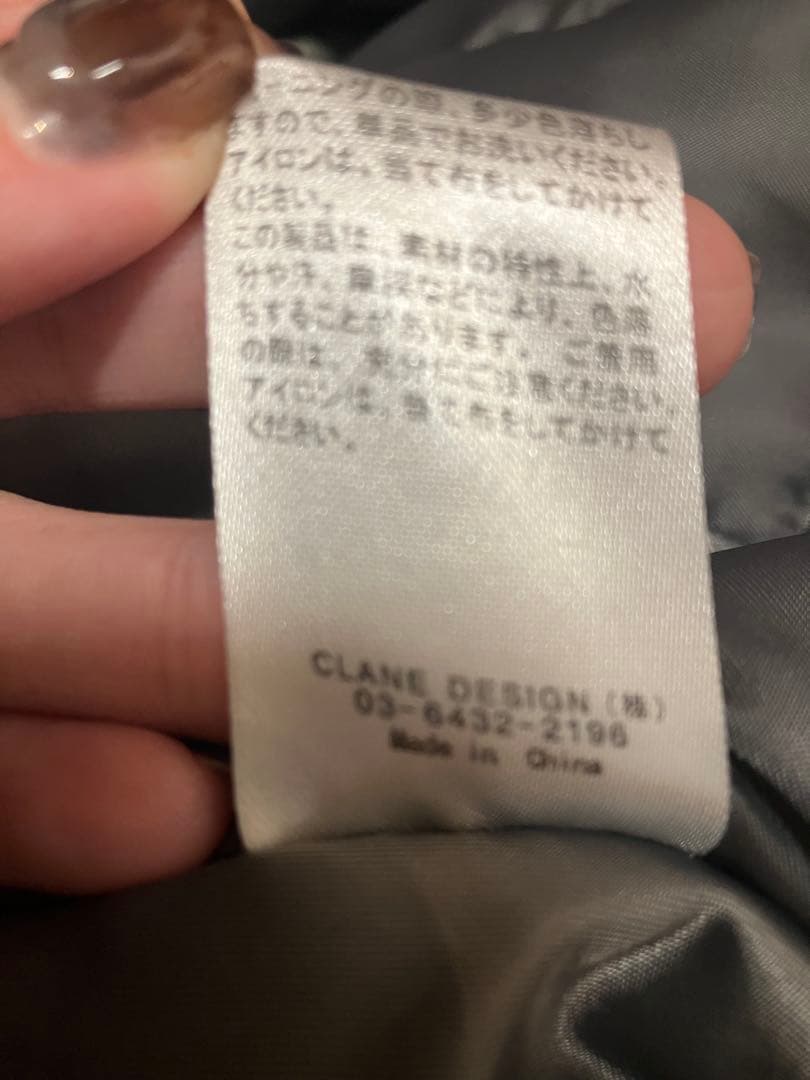 ーニングの際、多少色落ちし
ますので、単品でお洗いください。
アイロンは、当て布をしてかけて
ください。
この製品は、素材の特性上、水
分や汗、摩擦などにより、色落
ちすることがあります。 ご着用
の際は、充分にご注意ください。
アイロンは、当て布をしてかけて
ください。
CLANE DESIGN (株)
03-6432-2196
Made in China